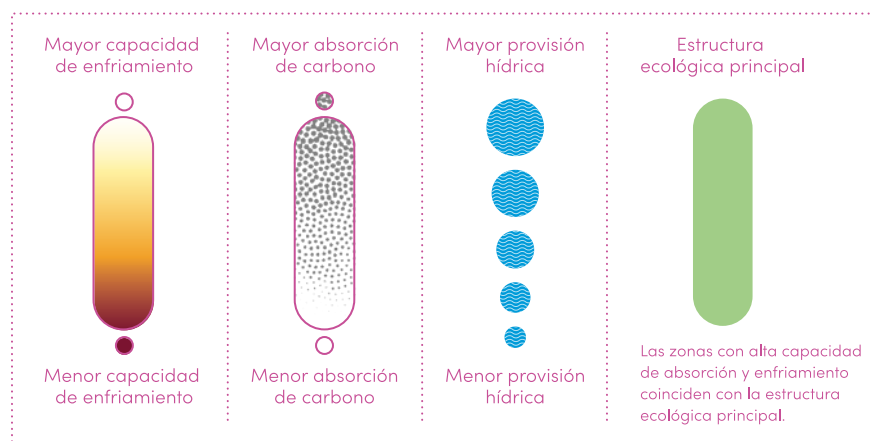 Mayor capacidad
de enfriamiento
Menor capacidad
de enfriamiento
Mayor absorción
de carbono
Menor absorción
de carbono
Mayor provisión
hídrica
Menor provisión
hídrica
Estructura
ecológica principal
Las zonas con alta capacidad
de absorción y enfriamiento
coinciden con la estructura
ecológica principal.